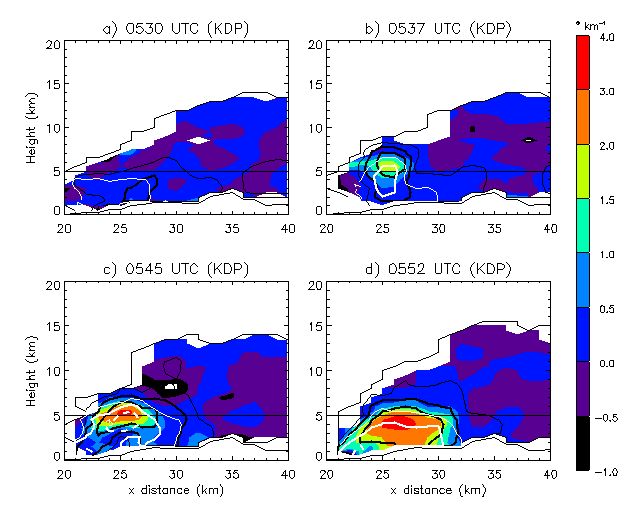 a) 0530 UTC (KDP)
b) 0537 UTC (KDP)
° km⁻¹
20
15
10
5
0
Height (km)
20 25 30 35 40
20
15
10
5
0
20 25 30 35 40
c) 0545 UTC (KDP)
d) 0552 UTC (KDP)
20
15
10
5
0
Height (km)
20 25 30 35 40
x distance (km)
20
15
10
5
0
20 25 30 35 40
x distance (km)
4.0
3.0
2.0
1.5
1.0
0.5
0.0
-0.5
-1.0